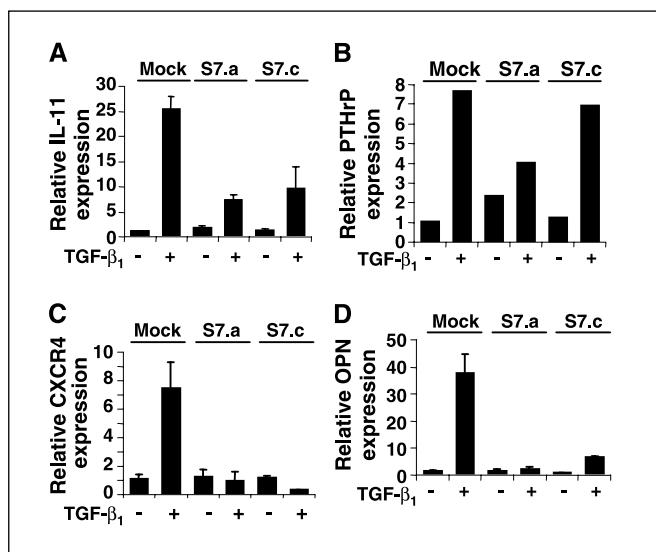 A
Mock S7.a S7.c
Relative IL-11
expression
30
25
20
15
10
5
0
TGF-β1 - + - + - +
B
Mock S7.a S7.c
Relative PTHrP
expression
8
7
6
5
4
3
2
1
0
TGF-β1 - + - + - +
C
Mock S7.a S7.c
Relative CXCR4
expression
10
8
6
4
2
0
TGF-β1 - + - + - +
D
Mock S7.a S7.c
Relative OPN
expression
50
40
30
20
10
0
TGF-β1 - + - + - +